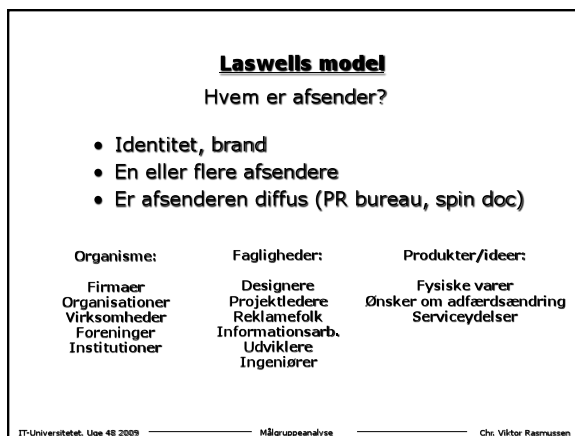 Laswells model
Hvem er afsender?
• Identitet, brand
• En eller flere afsendere
• Er afsenderen diffus (PR bureau, spin doc)
Organisme:
Firmaer
Organisationer
Virksomheder
Foreninger
Institutioner
Fagligheder:
Designere
Projektledere
Reklamefolk
Informationsarb.
Udviklere
Ingeniører
Produkter/ideer:
Fysiske varer
Ønsker om adfærdsændring
Serviceydelser
IT-Universitetet. Uge 48 2009
Målgruppeanalyse
Chr. Viktor Rasmussen